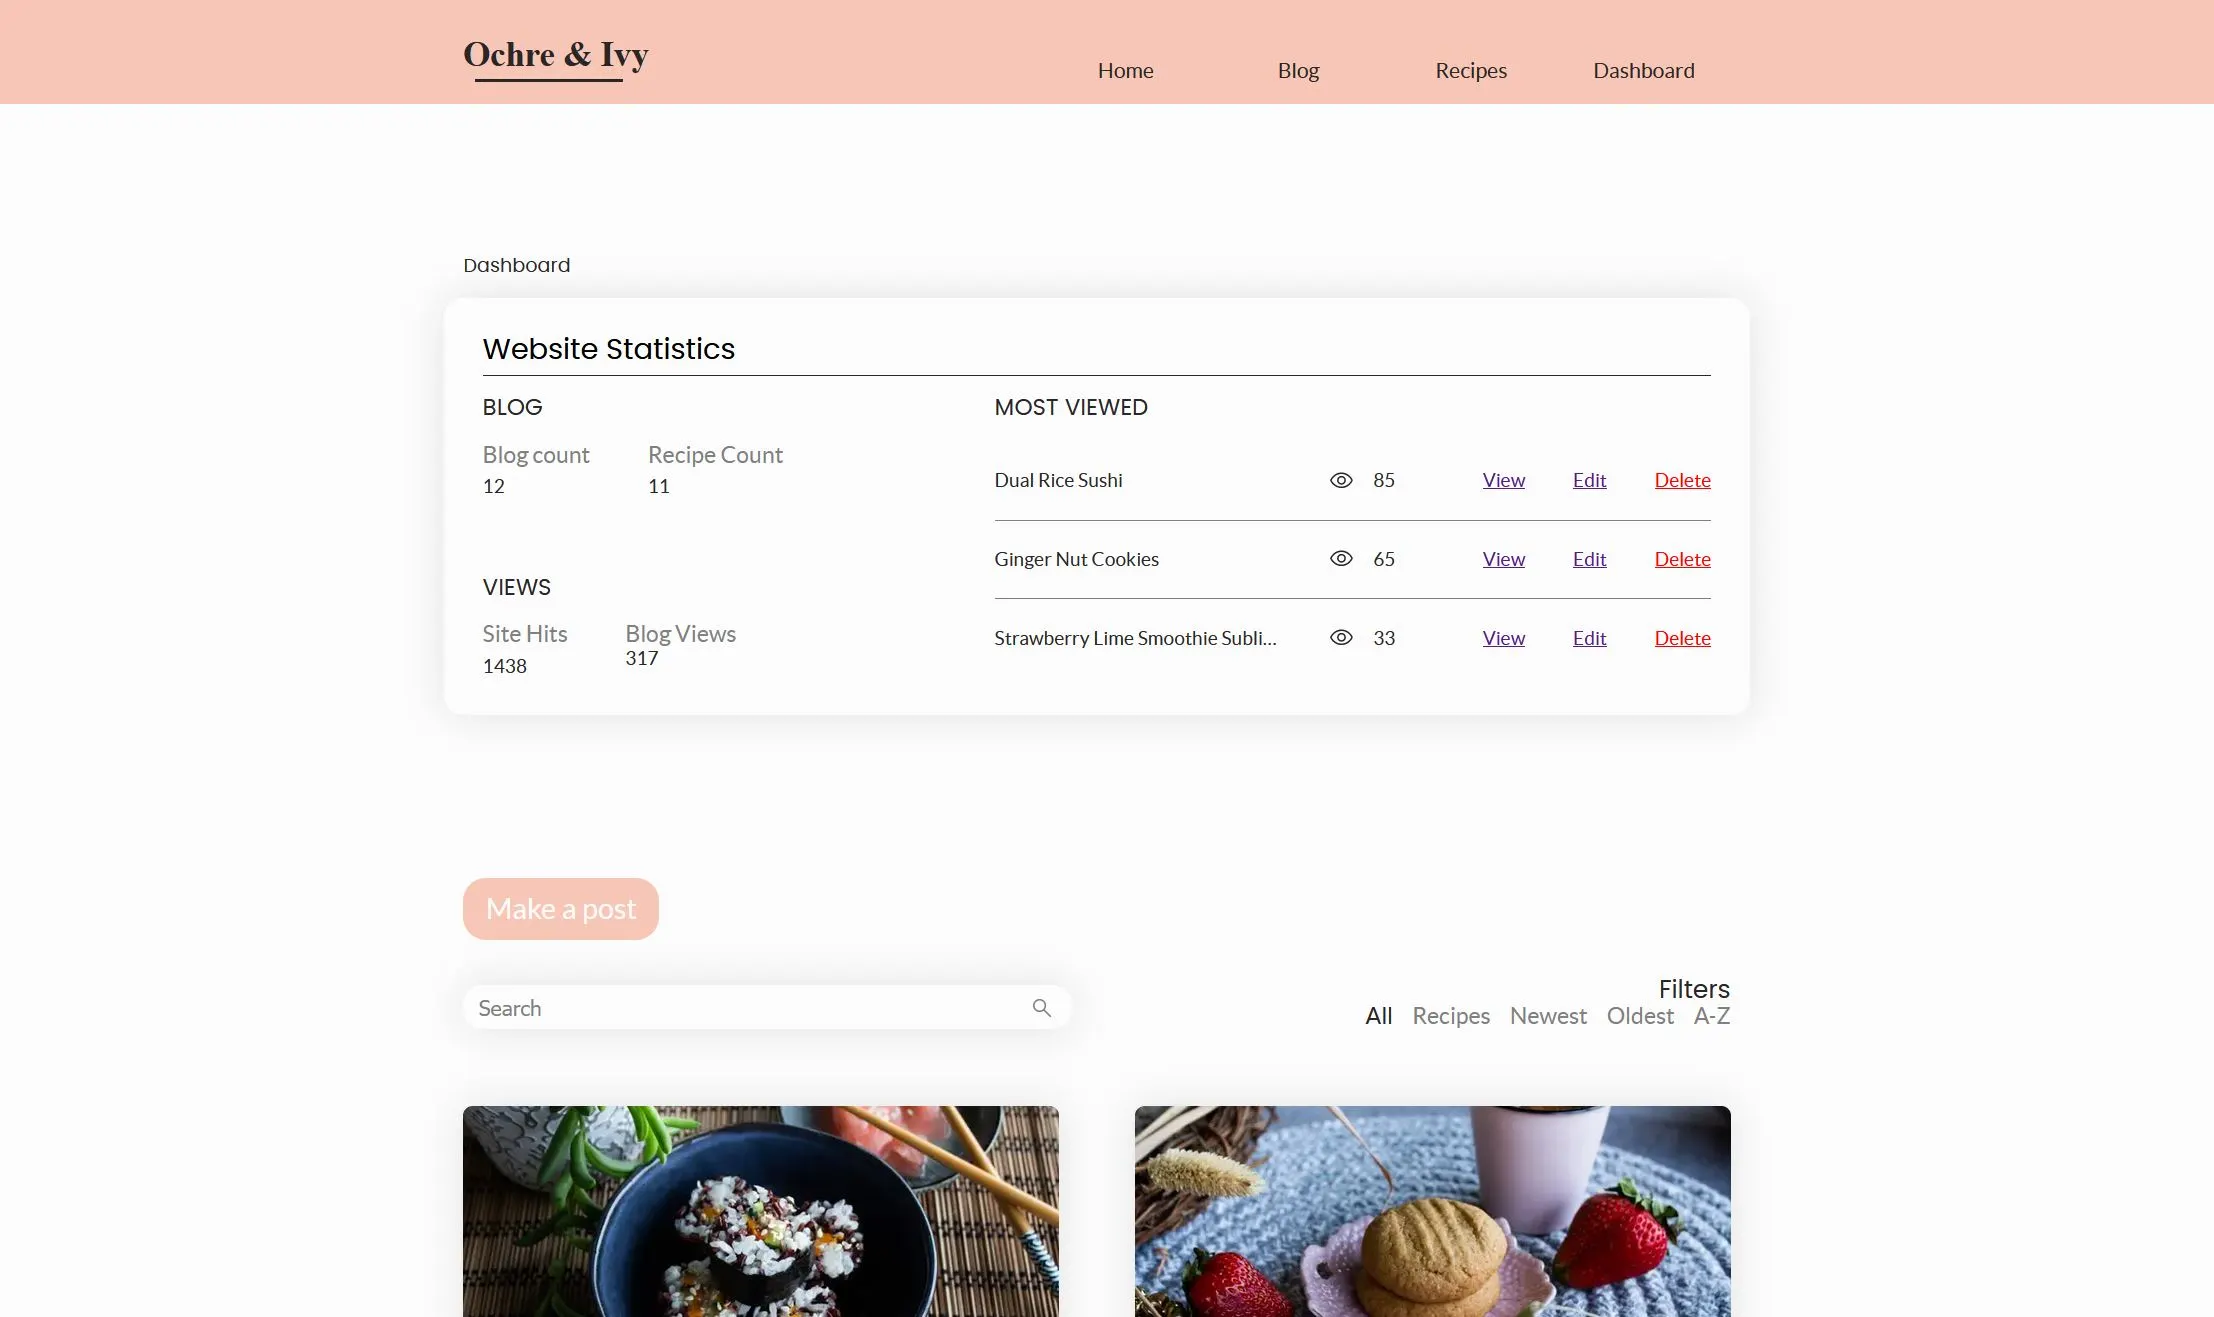 Ochre & Ivy
Home Blog Recipes Dashboard
Dashboard
Website Statistics
BLOG
Blog count Recipe Count
12 11
VIEWS
Site Hits Blog Views
1438 317
MOST VIEWED
Dual Rice Sushi 85 View Edit Delete
Ginger Nut Cookies 65 View Edit Delete
Strawberry Lime Smoothie Subli... 33 View Edit Delete
Make a post
Search
Filters
All Recipes Newest Oldest A-Z